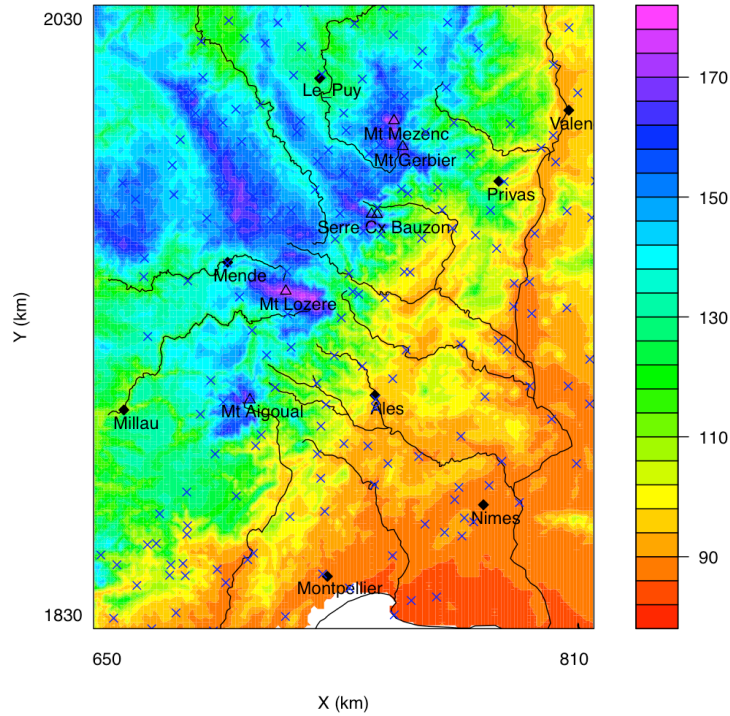 2030
Le_Puy
170
Mt Mezenc
Valen
Mt Gerbier
Privas
150
Serre Cx Bauzon
Mende
Mt Lozere
Y (km)
130
Mt Aigoual
Ales
Millau
110
Nimes
90
Montpellier
1830
650
810
X (km)